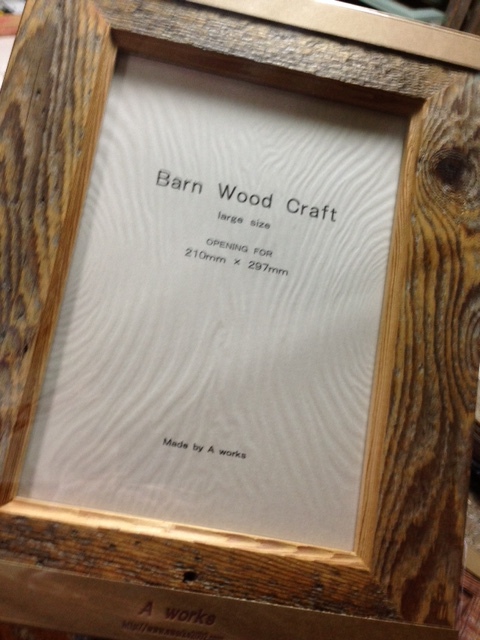 Barn Wood Craft
large size
OPENING FOR
210mm × 297mm
Made by A works
A works